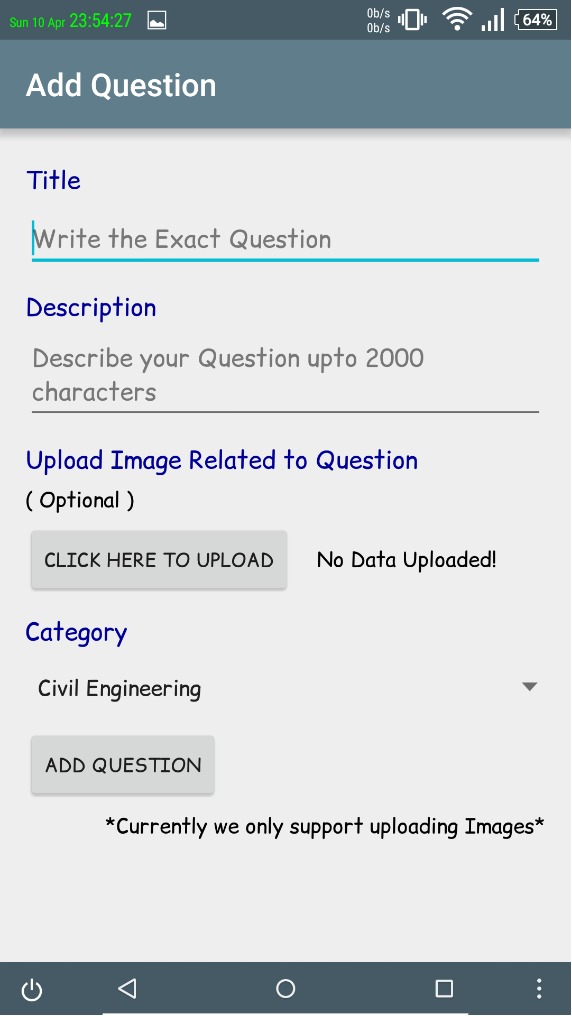 Sun 10 Apr 23:54:27
0b/s
0b/s
64%
Add Question
Title
Write the Exact Question
Description
Describe your Question upto 2000
characters
Upload Image Related to Question
( Optional )
CLICK HERE TO UPLOAD
No Data Uploaded!
Category
Civil Engineering
ADD QUESTION
*Currently we only support uploading Images*